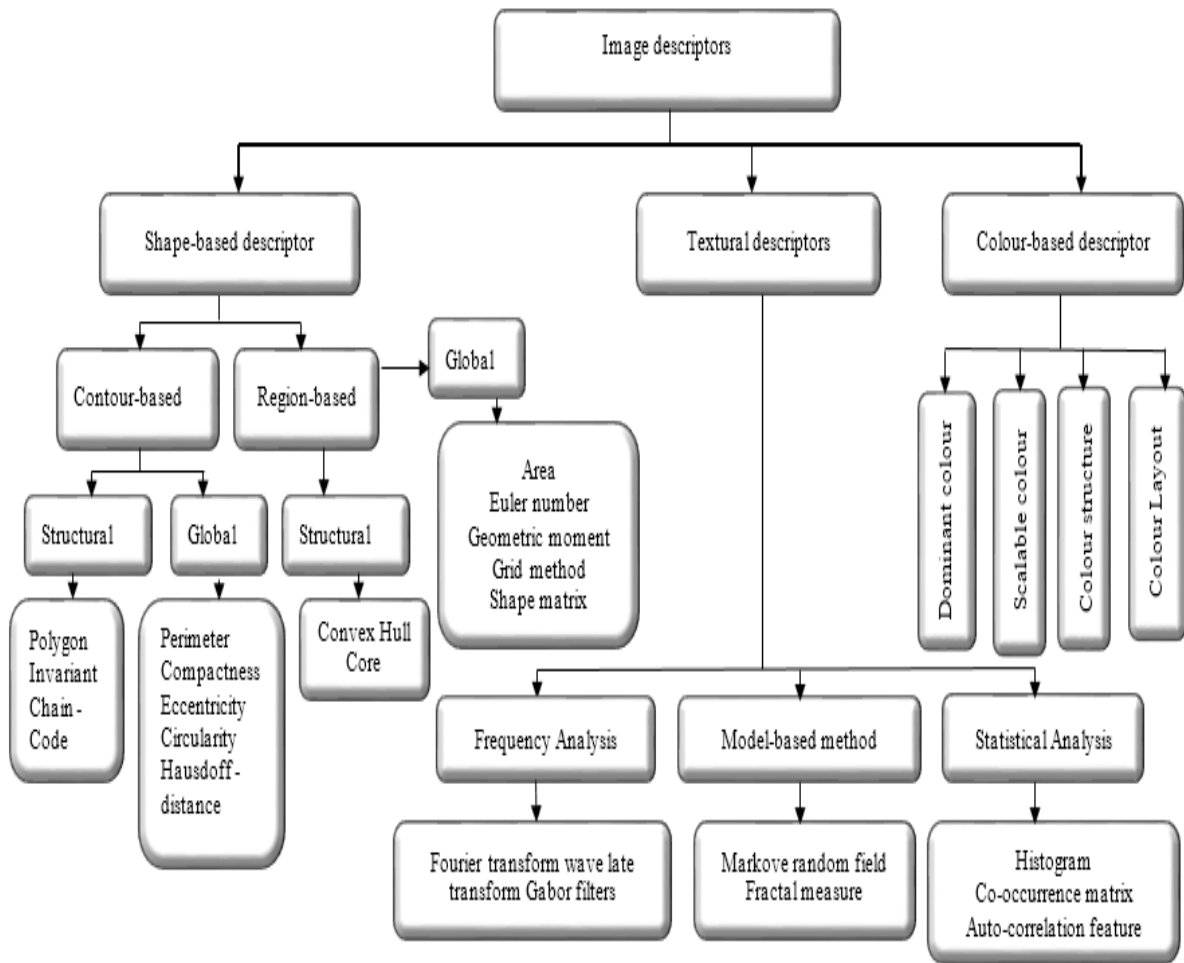 Image descriptors
Shape-based descriptor
Textural descriptors
Colour-based descriptor
Contour-based
Region-based
Global
Dominant colour
Scalable colour
Colour structure
Colour Layout
Area
Euler number
Geometric moment
Grid method
Shape matrix
Structural
Global
Structural
Polygon
Invariant
Chain -
Code
Perimeter
Compactness
Eccentricity
Circularity
Hausdoff -
distance
Convex Hull
Core
Frequency Analysis
Model-based method
Statistical Analysis
Fourier transform wave late
transform Gabor filters
Markove random field
Fractal measure
Histogram
Co-occurrence matrix
Auto-correlation feature